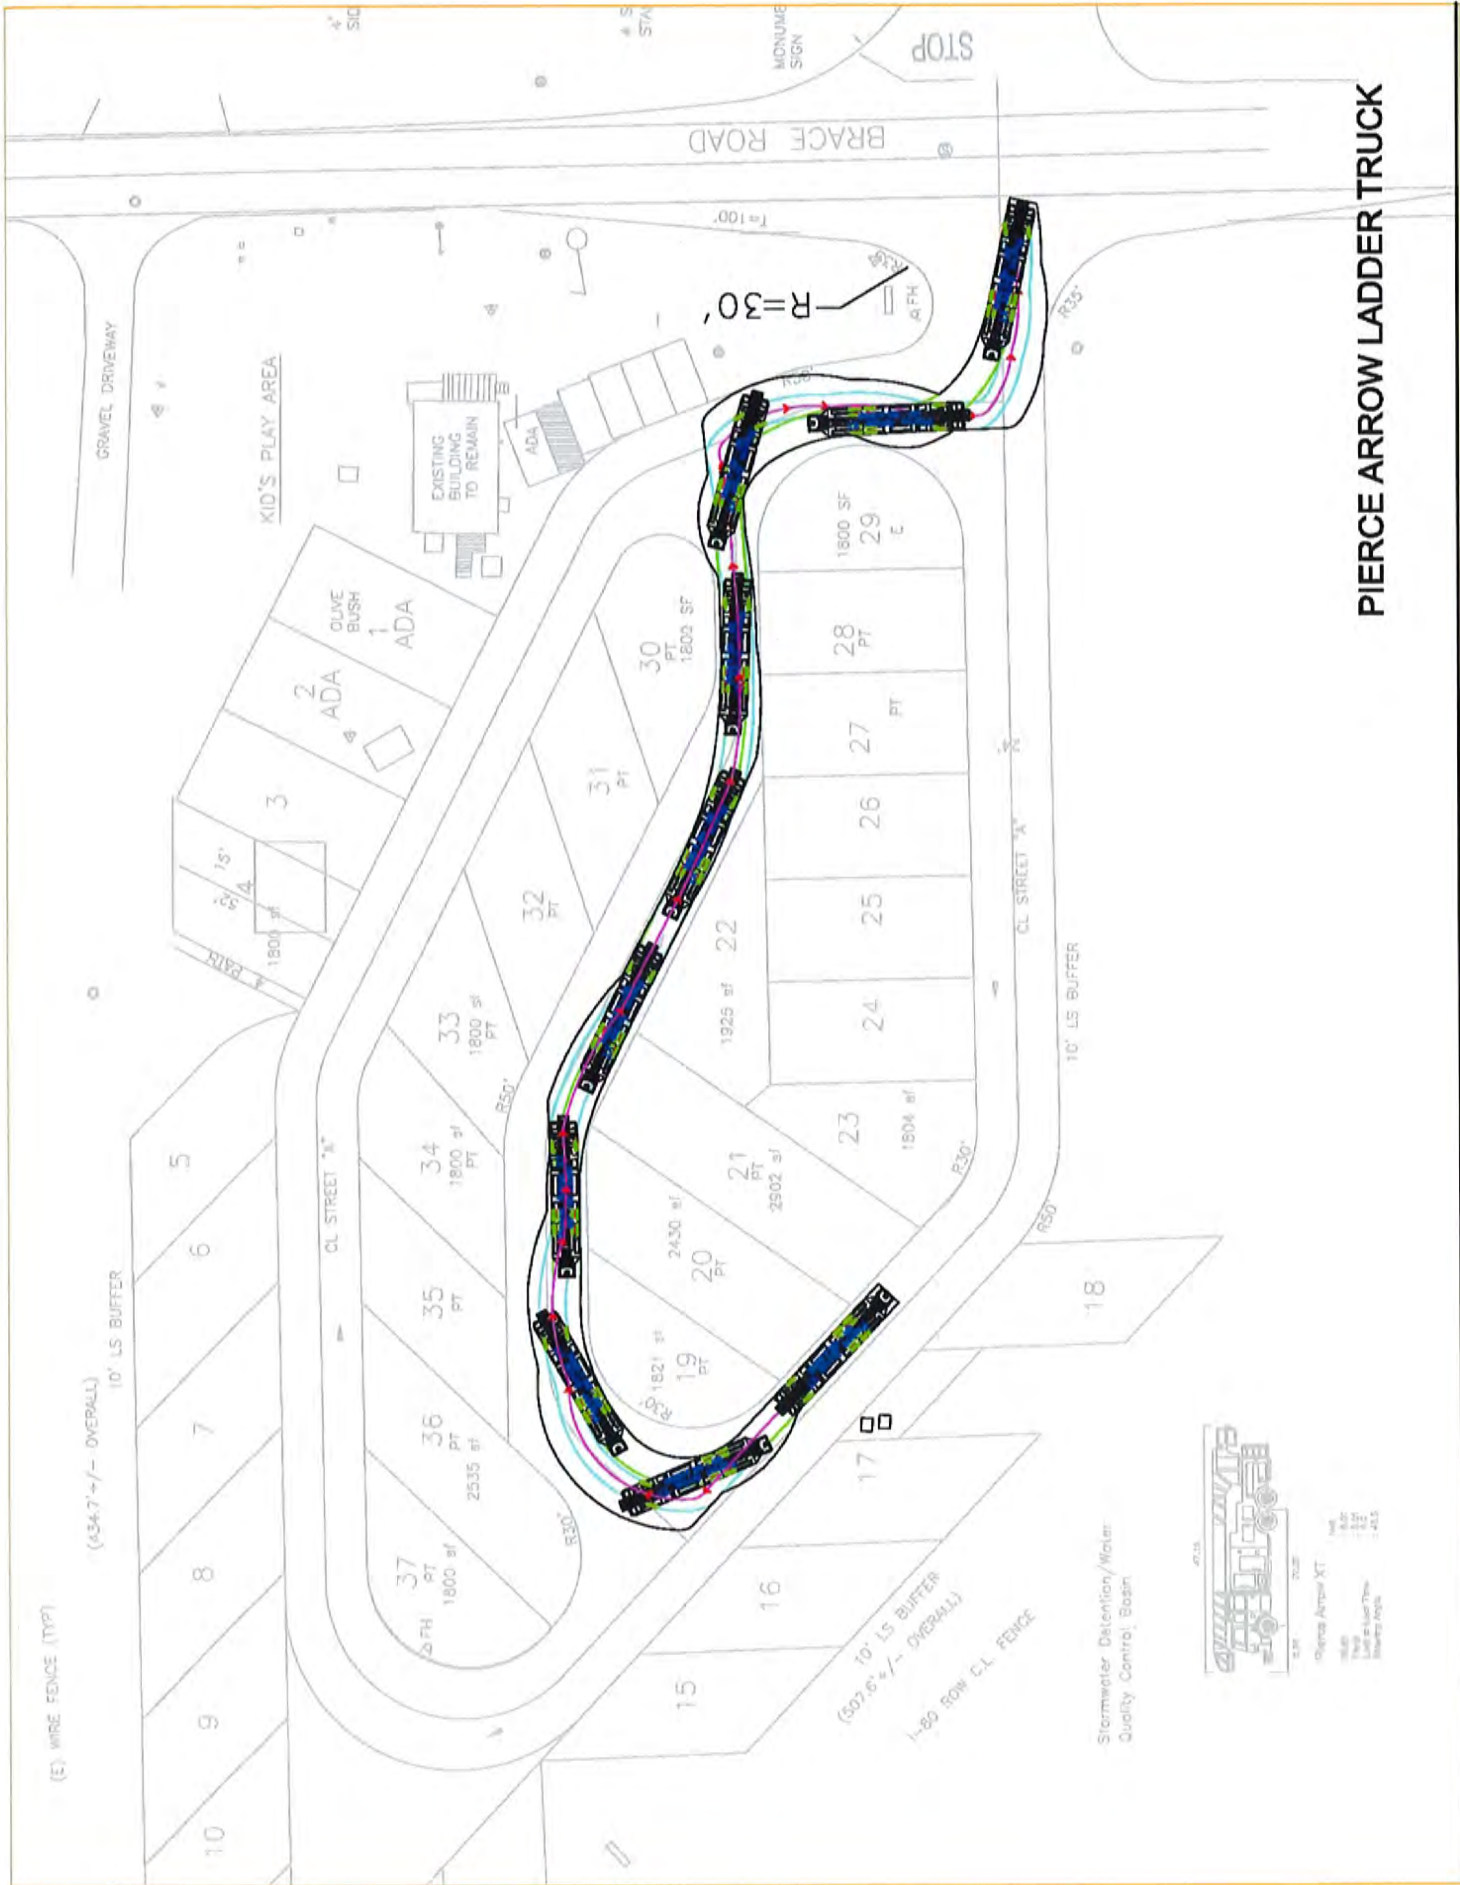 PIERCE ARROW LADDER TRUCK
(E) WIRE FENCE (TYP)
(434.7'+/- OVERALL)
10' LS BUFFER
10
9
8
7
6
5
CL STREET "A"
37
PT
1800 sf
FH
36
PT
2535 sf
35
PT
34
1800 sf
PT
33
1800 sf
PT
32
PT
31
PT
30
PT
1800 SF
R30'
R50'
PATH
1800 sf
4
15'
3
2
ADA
OLIVE
BUSH
1
ADA
KID'S PLAY AREA
GRAVEL DRIVEWAY
EXISTING
BUILDING
TO REMAIN
ADA
BRACE ROAD
STOP
MONUME
SIGN
4'
SID
S
STA
R=30'
FH
R35'
29
1800 SF
28
PT
27
PT
26
25
24
23
1804 sf
22
1925 sf
21
PT
2902 sf
20
PT
2430 sf
19
PT
1821 sf
R30'
R30'
R50'
CL STREET "A"
10' LS BUFFER
18
17
16
15
10' LS BUFFER
(507.6'+/- OVERALL)
I-80 ROW C.L. FENCE
Stormwater Detention/Water
Quality Control Basin
Pierce Arrow XT